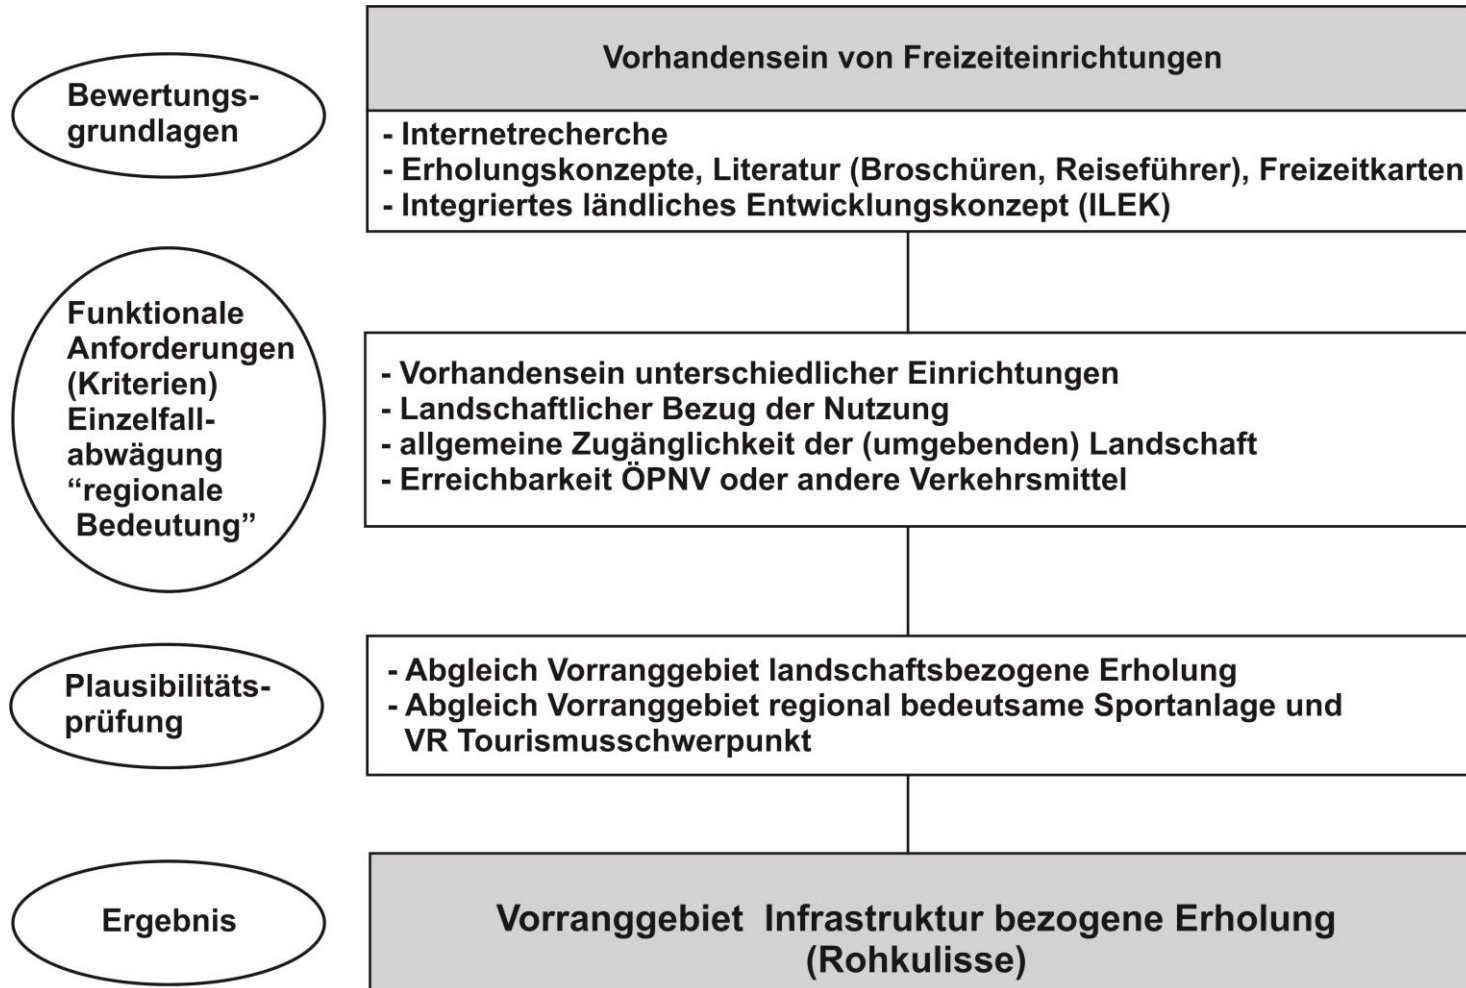 Vorhandensein von Freizeiteinrichtungen
Bewertungs-
grundlagen
- Internetrecherche
- Erholungskonzepte, Literatur (Broschüren, Reiseführer), Freizeitkarten
- Integriertes ländliches Entwicklungskonzept (ILEK)
Funktionale
Anforderungen
(Kriterien)
Einzelfall-
abwägung
“regionale
Bedeutung”
- Vorhandensein unterschiedlicher Einrichtungen
- Landschaftlicher Bezug der Nutzung
- allgemeine Zugänglichkeit der (umgebenden) Landschaft
- Erreichbarkeit ÖPNV oder andere Verkehrsmittel
Plausibilitäts-
prüfung
- Abgleich Vorranggebiet landschaftsbezogene Erholung
- Abgleich Vorranggebiet regional bedeutsame Sportanlage und
VR Tourismusschwerpunkt
Ergebnis
Vorranggebiet Infrastruktur bezogene Erholung
(Rohkulisse)